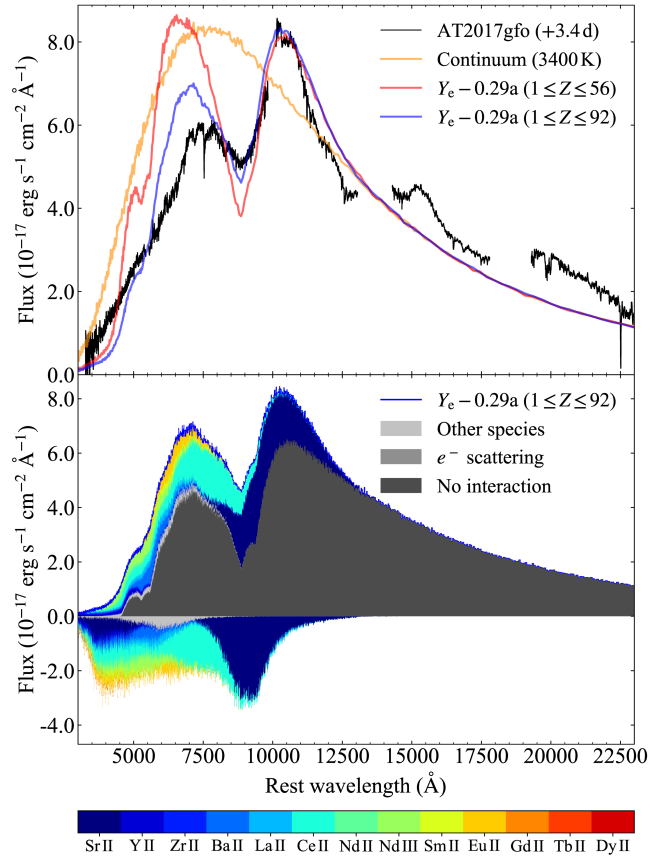 AT2017gfo (+3.4 d)
Continuum (3400 K)
Yₑ − 0.29a (1 ≤ Z ≤ 56)
Yₑ − 0.29a (1 ≤ Z ≤ 92)
8.0
6.0
4.0
2.0
0.0
Flux (10⁻¹⁷ erg s⁻¹ cm⁻² Å⁻¹)
Yₑ − 0.29a (1 ≤ Z ≤ 92)
Other species
e⁻ scattering
No interaction
8.0
6.0
4.0
2.0
0.0
-2.0
-4.0
Flux (10⁻¹⁷ erg s⁻¹ cm⁻² Å⁻¹)
5000 7500 10000 12500 15000 17500 20000 22500
Rest wavelength (Å)
Sr II Y II Zr II Ba II La II Ce II Nd II Nd III Sm II Eu II Gd II Tb II Dy II